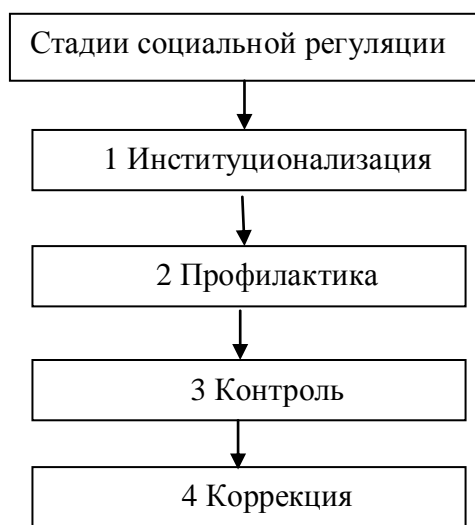 Стадии социальной регуляции
1 Институционализация
2 Профилактика
3 Контроль
4 Коррекция